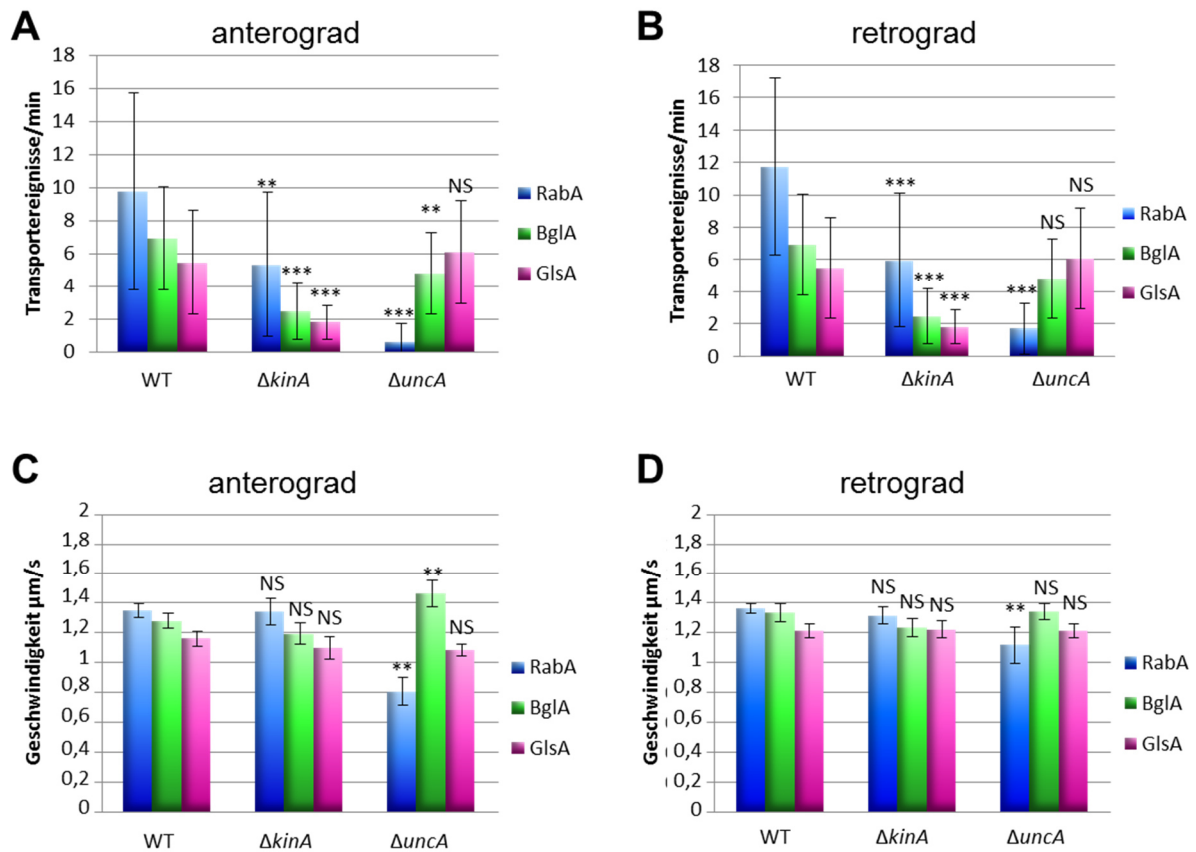 A
anterograd
Transportereignisse/min
18
16
14
12
10
8
6
4
2
0
**
***
***
***
**
NS
WT
ΔkinA
ΔuncA
RabA
BglA
GlsA
B
retrograd
Transportereignisse/min
18
16
14
12
10
8
6
4
2
0
***
***
***
***
NS
NS
WT
ΔkinA
ΔuncA
RabA
BglA
GlsA
C
anterograd
Geschwindigkeit µm/s
2
1,8
1,6
1,4
1,2
1
0,8
0,6
0,4
0,2
0
NS
NS
NS
**
**
NS
WT
ΔkinA
ΔuncA
RabA
BglA
GlsA
D
retrograd
Geschwindigkeit µm/s
2
1,8
1,6
1,4
1,2
1
0,8
0,6
0,4
0,2
0
NS
NS
NS
**
NS
NS
WT
ΔkinA
ΔuncA
RabA
BglA
GlsA